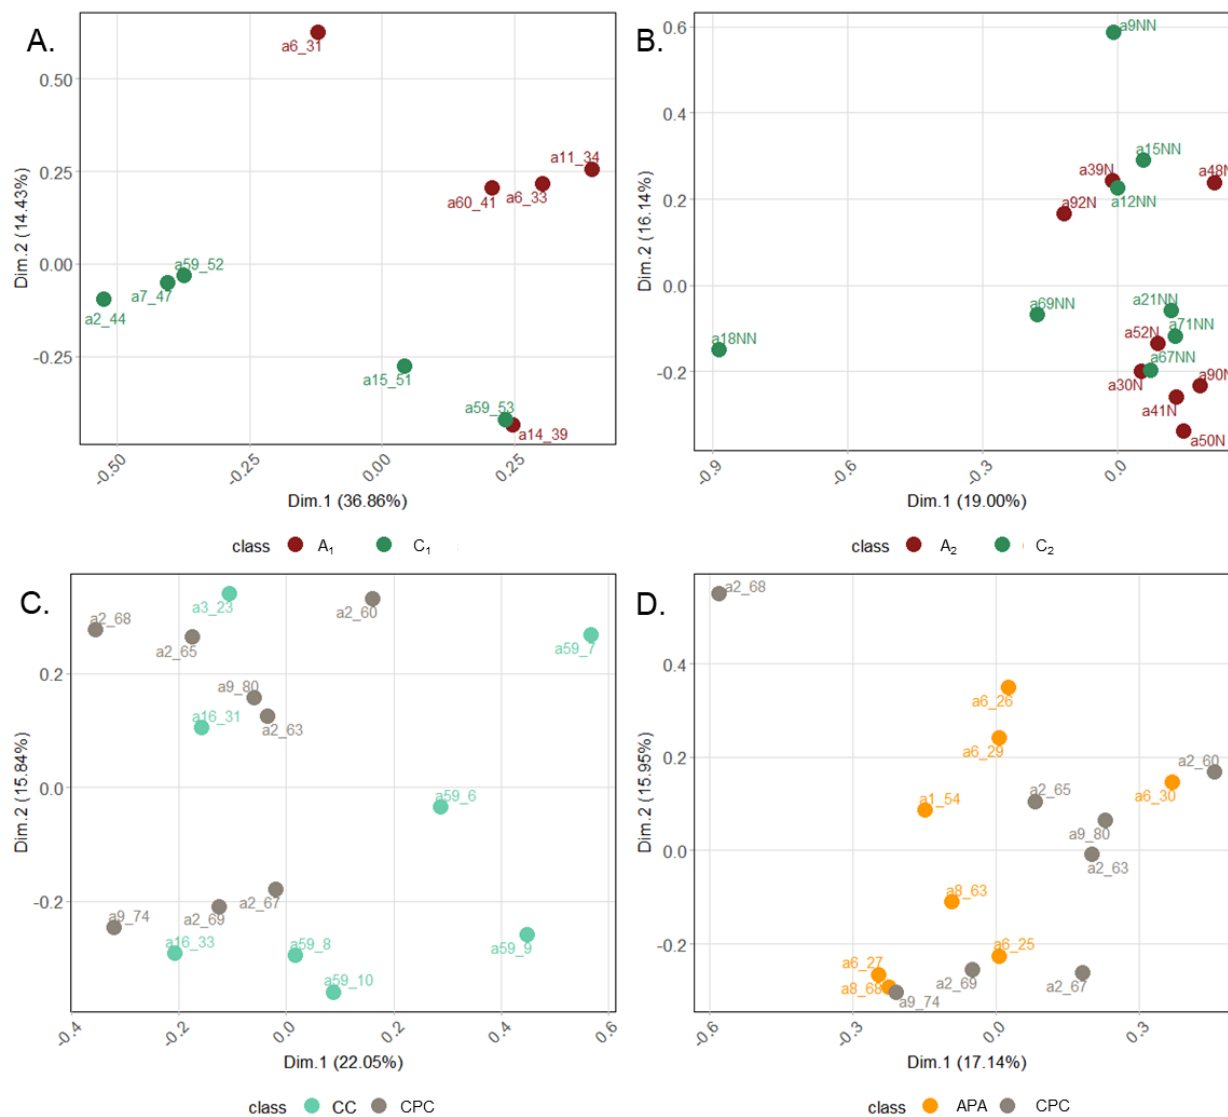 A.
a6_31
0.50
a11_34
0.25
a60_41
a6_33
Dim.2 (14.43%)
0.00
a59_52
a7_47
a2_44
-0.25
a15_51
a59_53
a14_39
-0.50
-0.25
0.00
0.25
Dim.1 (36.86%)
class A₁ C₁
B.
0.6
a9NN
0.4
a15NN
a39N
a48N
0.2
a92N
a12NN
Dim.2 (16.14%)
0.0
a69NN
a21NN
a71NN
a18NN
a52N
a67NN
-0.2
a30N
a90N
a41N
a50N
-0.9
-0.6
-0.3
0.0
Dim.1 (19.00%)
class A₂ C₂
C.
a3_23
a2_60
a2_68
a2_65
a59_7
0.2
a9_80
a16_31
a2_63
Dim.2 (15.84%)
0.0
a59_6
-0.2
a9_74
a2_69
a2_67
a16_33
a59_8
a59_9
a59_10
-0.4
-0.2
0.0
0.2
0.4
0.6
Dim.1 (22.05%)
class CC CPC
D.
a2_68
0.4
a6_26
a6_29
0.2
a2_60
a2_65
a6_30
a1_54
a9_80
Dim.2 (15.95%)
0.0
a2_63
a8_63
-0.2
a6_25
a6_27
a2_69
a2_67
a8_68
a9_74
-0.6
-0.3
0.0
0.3
Dim.1 (17.14%)
class APA CPC